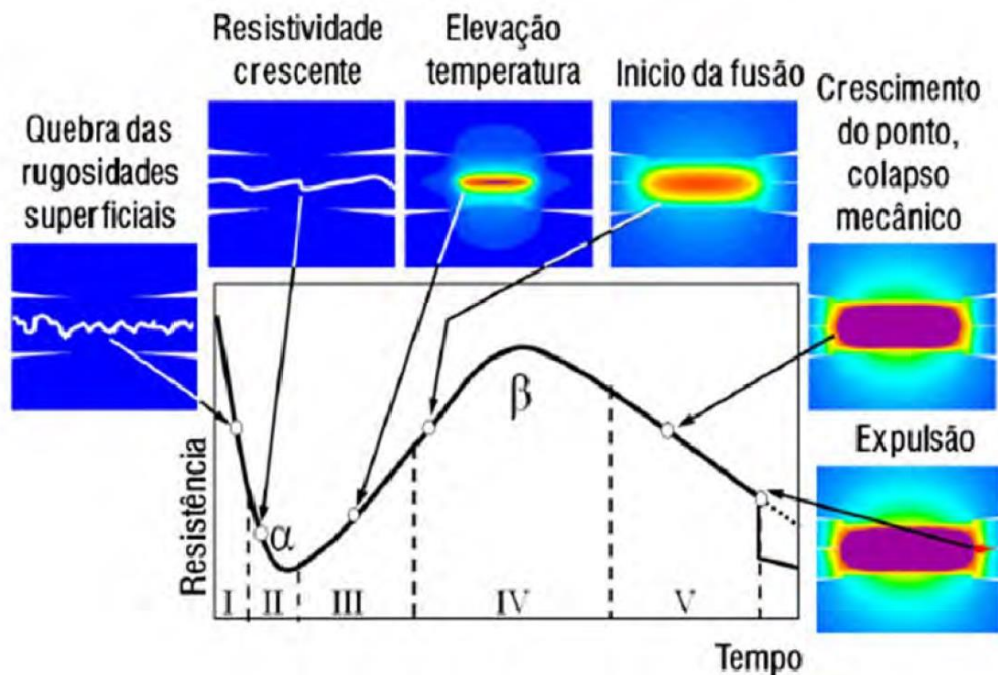 Resistividade
crescente
Elevação
temperatura
Inicio da fusão
Crescimento
do ponto,
colapso
mecânico
Quebra das
rugosidades
superficiais
Expulsão
Resistência
α
β
I
II
III
IV
V
Tempo